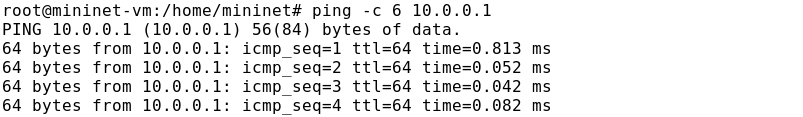 root@mininet-vm:/home/mininet# ping -c 6 10.0.0.1
PING 10.0.0.1 (10.0.0.1) 56(84) bytes of data.
64 bytes from 10.0.0.1: icmp_seq=1 ttl=64 time=0.813 ms
64 bytes from 10.0.0.1: icmp_seq=2 ttl=64 time=0.052 ms
64 bytes from 10.0.0.1: icmp_seq=3 ttl=64 time=0.042 ms
64 bytes from 10.0.0.1: icmp_seq=4 ttl=64 time=0.082 ms